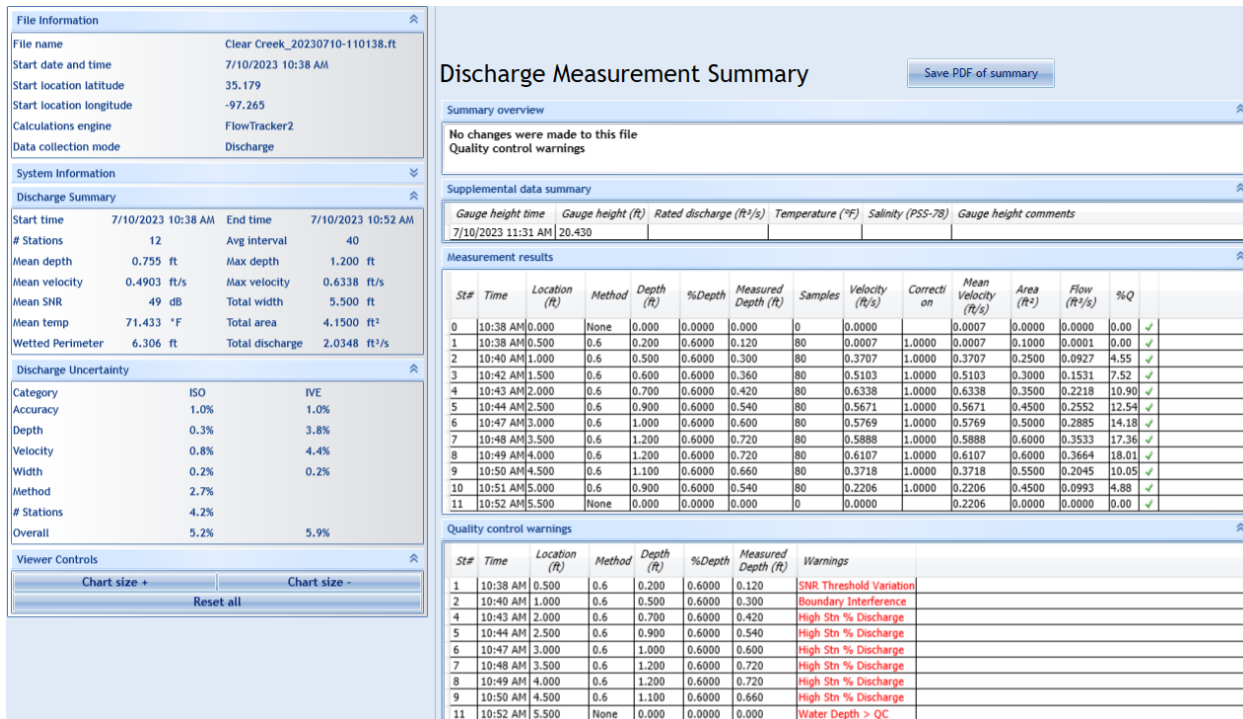 File Information
File name Clear Creek_20230710-110138.ft
Start date and time 7/10/2023 10:38 AM
Start location latitude 35.179
Start location longitude -97.265
Calculations engine FlowTracker2
Data collection mode Discharge
System Information
Discharge Summary
Start time 7/10/2023 10:38 AM End time 7/10/2023 10:52 AM
# Stations 12 Avg interval 40
Mean depth 0.755 ft Max depth 1.200 ft
Mean velocity 0.4903 ft/s Max velocity 0.6338 ft/s
Mean SNR 49 dB Total width 5.500 ft
Mean temp 71.433 °F Total area 4.1500 ft²
Wetted Perimeter 6.306 ft Total discharge 2.0348 ft³/s
Discharge Uncertainty
Category ISO IVE
Accuracy 1.0% 1.0%
Depth 0.3% 3.8%
Velocity 0.8% 4.4%
Width 0.2% 0.2%
Method 2.7%
# Stations 4.2%
Overall 5.2% 5.9%
Viewer Controls
Chart size + Chart size -
Reset all
Discharge Measurement Summary
Save PDF of summary
Summary overview
No changes were made to this file
Quality control warnings
Supplemental data summary
Gauge height time Gauge height (ft) Rated discharge (ft³/s) Temperature (°F) Salinity (PSS-78) Gauge height comments
7/10/2023 11:31 AM 20.430
Measurement results
St# Time Location (ft) Method Depth (ft) %Depth Measured Depth (ft) Samples Velocity (ft/s) Correcti on Mean Velocity (ft/s) Area (ft²) Flow (ft³/s) %Q
0 10:38 AM 0.000 None 0.000 0.0000 0.000 0 0.0000 0.0007 0.0000 0.0000 0.00 ✓
1 10:38 AM 0.500 0.6 0.200 0.6000 0.120 80 0.0007 1.0000 0.0007 0.1000 0.0001 0.00 ✓
2 10:40 AM 1.000 0.6 0.500 0.6000 0.300 80 0.3707 1.0000 0.3707 0.2500 0.0927 4.55 ✓
3 10:42 AM 1.500 0.6 0.600 0.6000 0.360 80 0.5103 1.0000 0.5103 0.3000 0.1531 7.52 ✓
4 10:43 AM 2.000 0.6 0.700 0.6000 0.420 80 0.6338 1.0000 0.6338 0.3500 0.2218 10.90 ✓
5 10:44 AM 2.500 0.6 0.900 0.6000 0.540 80 0.5671 1.0000 0.5671 0.4500 0.2552 12.54 ✓
6 10:47 AM 3.000 0.6 1.000 0.6000 0.600 80 0.5769 1.0000 0.5769 0.5000 0.2885 14.18 ✓
7 10:48 AM 3.500 0.6 1.200 0.6000 0.720 80 0.5888 1.0000 0.5888 0.6000 0.3533 17.36 ✓
8 10:49 AM 4.000 0.6 1.200 0.6000 0.720 80 0.6107 1.0000 0.6107 0.6000 0.3664 18.01 ✓
9 10:50 AM 4.500 0.6 1.100 0.6000 0.660 80 0.3718 1.0000 0.3718 0.5500 0.2045 10.05 ✓
10 10:51 AM 5.000 0.6 0.900 0.6000 0.540 80 0.2206 1.0000 0.2206 0.4500 0.0993 4.88 ✓
11 10:52 AM 5.500 None 0.000 0.0000 0.000 0 0.0000 0.2206 0.0000 0.0000 0.00 ✓
Quality control warnings
St# Time Location (ft) Method Depth (ft) %Depth Measured Depth (ft) Warnings
1 10:38 AM 0.500 0.6 0.200 0.6000 0.120 SNR Threshold Variation
2 10:40 AM 1.000 0.6 0.500 0.6000 0.300 Boundary Interference
4 10:43 AM 2.000 0.6 0.700 0.6000 0.420 High Stn % Discharge
5 10:44 AM 2.500 0.6 0.900 0.6000 0.540 High Stn % Discharge
6 10:47 AM 3.000 0.6 1.000 0.6000 0.600 High Stn % Discharge
7 10:48 AM 3.500 0.6 1.200 0.6000 0.720 High Stn % Discharge
8 10:49 AM 4.000 0.6 1.200 0.6000 0.720 High Stn % Discharge
9 10:50 AM 4.500 0.6 1.100 0.6000 0.660 High Stn % Discharge
11 10:52 AM 5.500 None 0.000 0.0000 0.000 Water Depth > QC